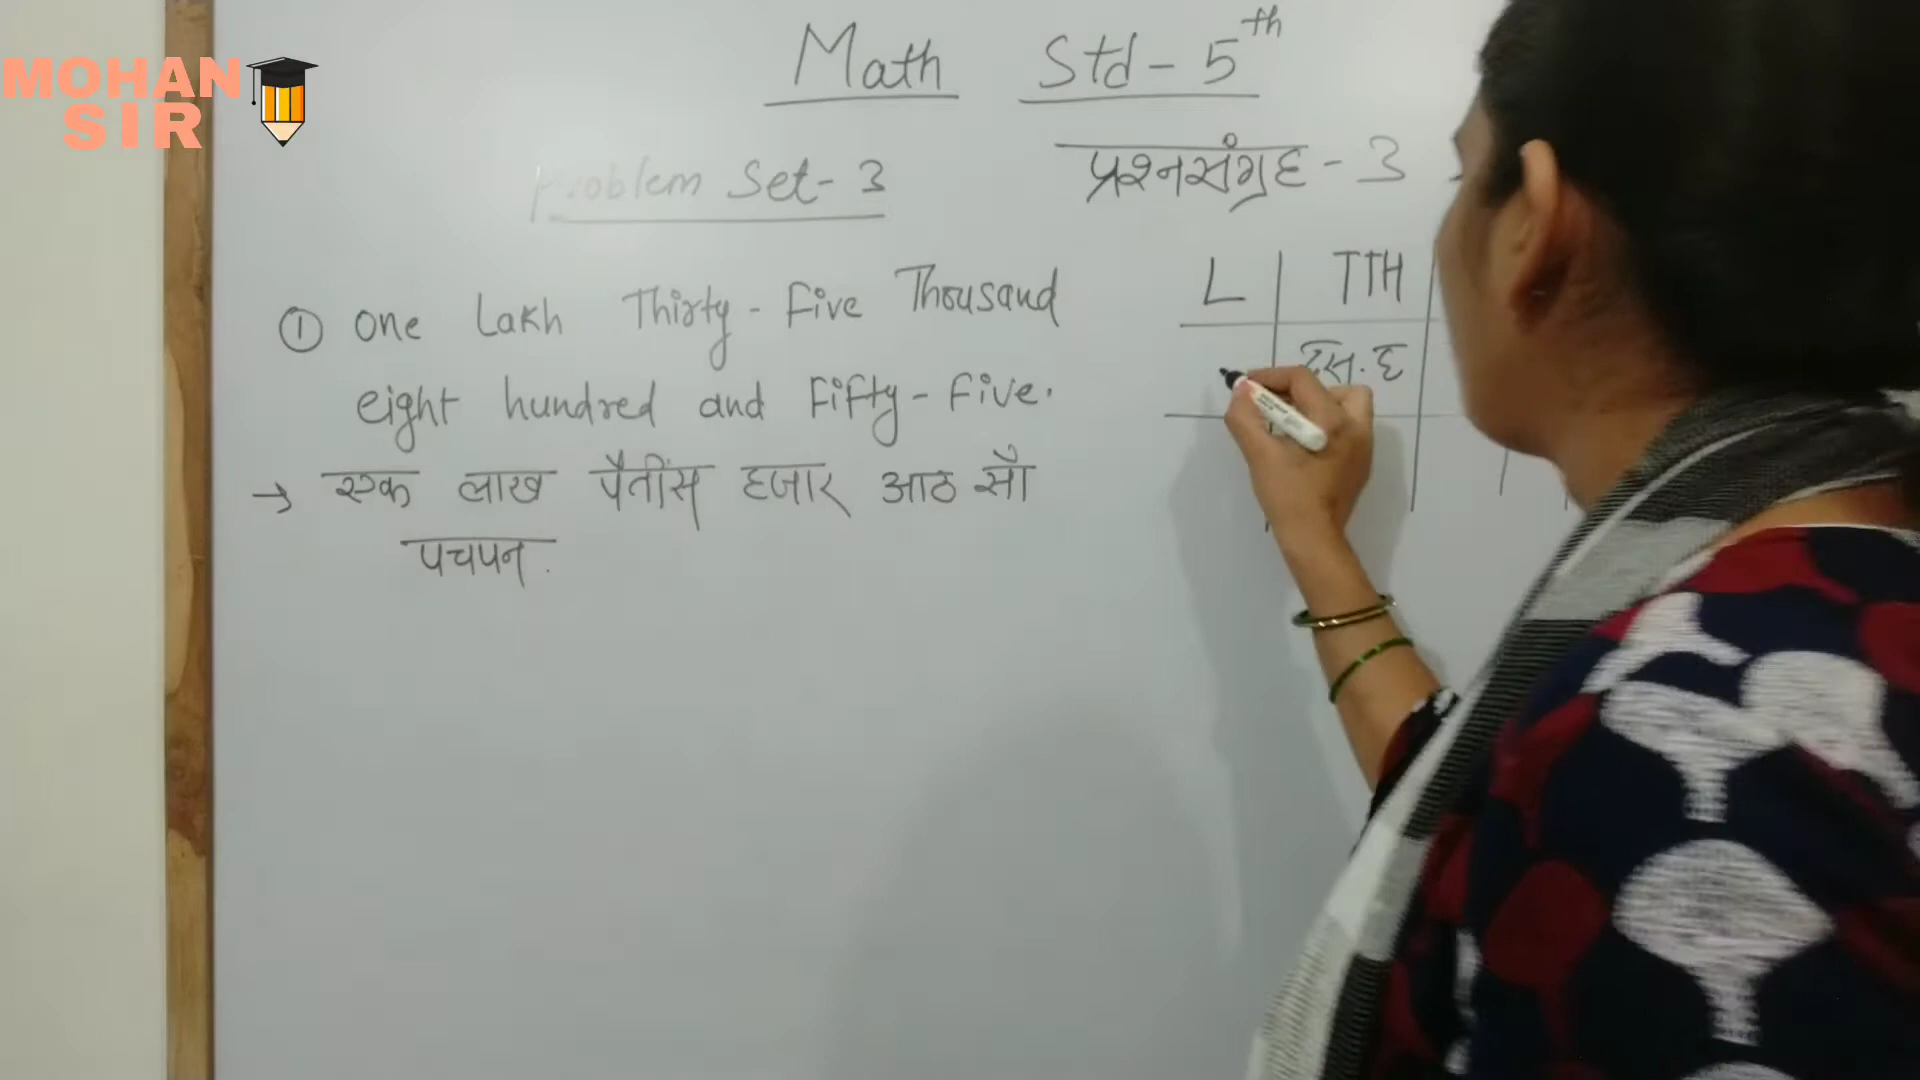 MOHAN
SIR
Math Std - 5th
Problem Set - 3
प्रश्नसंग्रह - 3
① One Lakh Thirty - Five Thousand
eight hundred and Fifty - Five.
→ एक लाख पैतींस हजार आठ सौ
पचपन.
L TTH
दस. ह